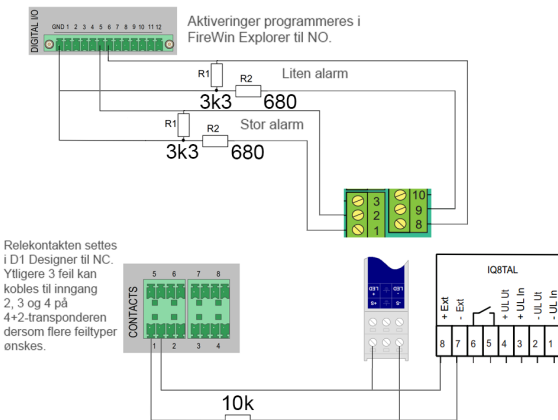 DIGITAL I/O
GND 1 2 3 4 5 6 7 8 9 10 11 12
Aktiveringer programmeres i
FireWin Explorer til NO.
R1
Liten alarm
R2
3k3
680
R1
Stor alarm
R2
3k3
680
3
2
1
10
9
8
Relekontakten settes
i D1 Designer til NC.
Ytligere 3 feil kan
kobles til inngang
2, 3 og 4 på
4+2-transponderen
dersom flere feiltyper
ønskes.
CONTACTS
5 6 7 8
1 2 3 4
IQ8TAL
+ Ext
- Ext
+ UL Ut
+ UL In
- UL Ut
- UL In
8 7 6 5 4 3 2 1
10k